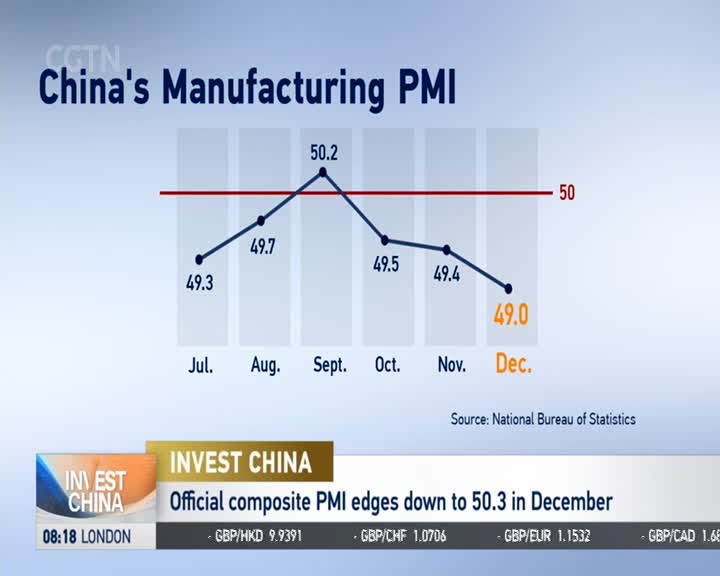 CGTN
China's Manufacturing PMI
50.2
50
49.7
49.3
49.5
49.4
49.0
Jul. Aug. Sept. Oct. Nov. Dec.
Source: National Bureau of Statistics
INVEST CHINA
INVEST
CHINA
Official composite PMI edges down to 50.3 in December
08:18 LONDON
- GBP/HKD 9.9391 - GBP/CHF 1.0706 - GBP/EUR 1.1532 - GBP/CAD